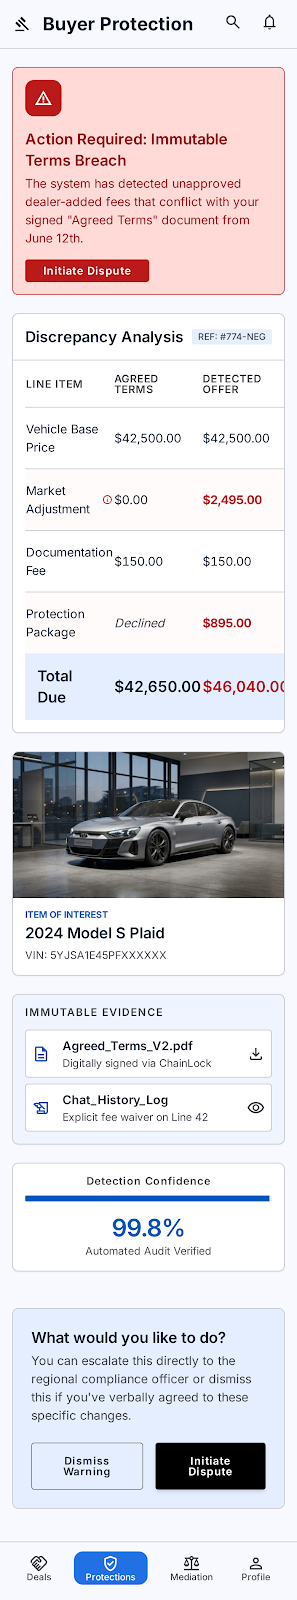 Buyer Protection
Action Required: Immutable
Terms Breach
The system has detected unapproved
dealer-added fees that conflict with your
signed "Agreed Terms" document from
June 12th.
Initiate Dispute
Discrepancy Analysis
REF: #774-NEG
LINE ITEM
AGREED
TERMS
DETECTED
OFFER
Vehicle Base
Price
$42,500.00
$42,500.00
Market
Adjustment
$0.00
$2,495.00
Documentation
Fee
$150.00
$150.00
Protection
Package
Declined
$895.00
Total
Due
$42,650.00
$46,040.00
ITEM OF INTEREST
2024 Model S Plaid
VIN: 5YJSA1E45PFXXXXXX
IMMUTABLE EVIDENCE
Agreed_Terms_V2.pdf
Digitally signed via ChainLock
Chat_History_Log
Explicit fee waiver on Line 42
Detection Confidence
99.8%
Automated Audit Verified
What would you like to do?
You can escalate this directly to the
regional compliance officer or dismiss
this if you've verbally agreed to these
specific changes.
Dismiss
Warning
Initiate
Dispute
Deals
Protections
Mediation
Profile